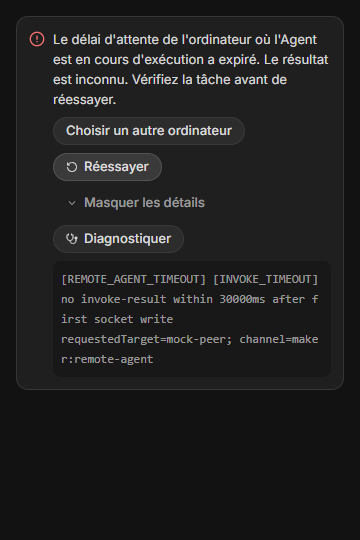 Le délai d'attente de l'ordinateur où l'Agent
est en cours d'exécution a expiré. Le résultat
est inconnu. Vérifiez la tâche avant de
réessayer.
Choisir un autre ordinateur
Réessayer
Masquer les détails
Diagnostiquer
[REMOTE_AGENT_TIMEOUT] [INVOKE_TIMEOUT]
no invoke-result within 30000ms after f
irst socket write
requestedTarget=mock-peer; channel=make
r:remote-agent